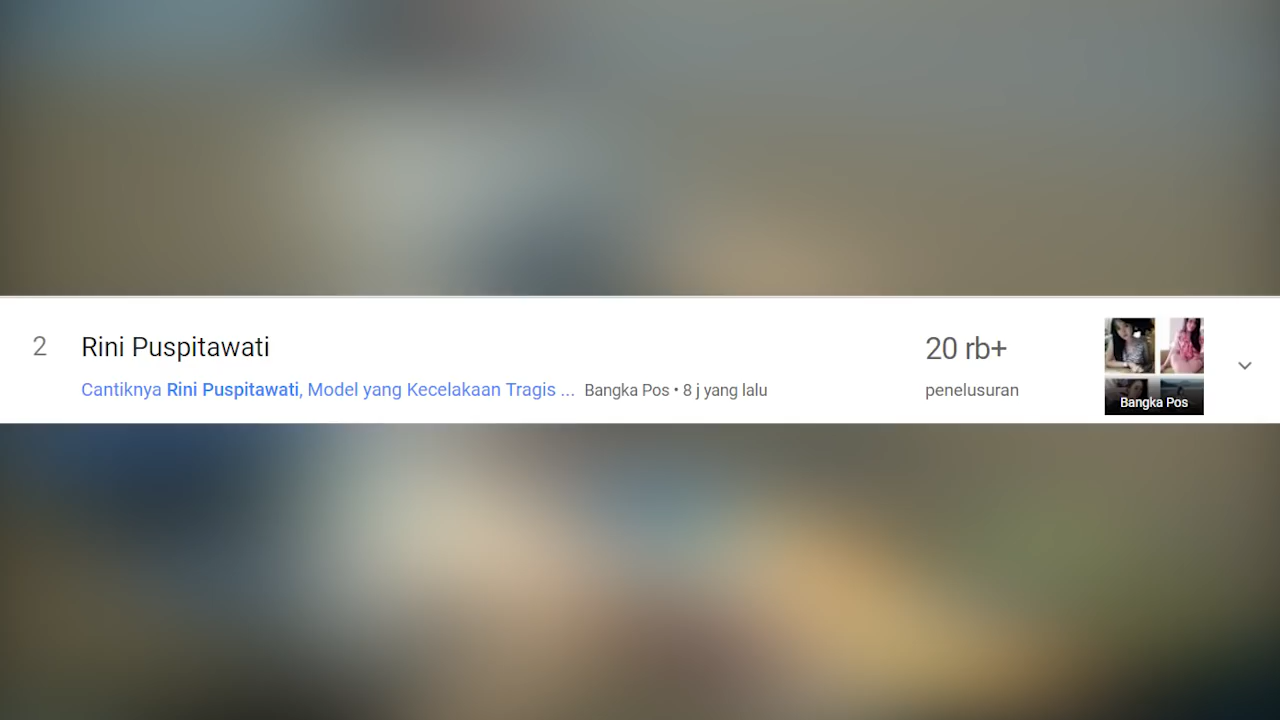 2 Rini Puspitawati 20 rb+
Cantiknya Rini Puspitawati, Model yang Kecelakaan Tragis ... Bangka Pos • 8 j yang lalu penelusuran
Bangka Pos